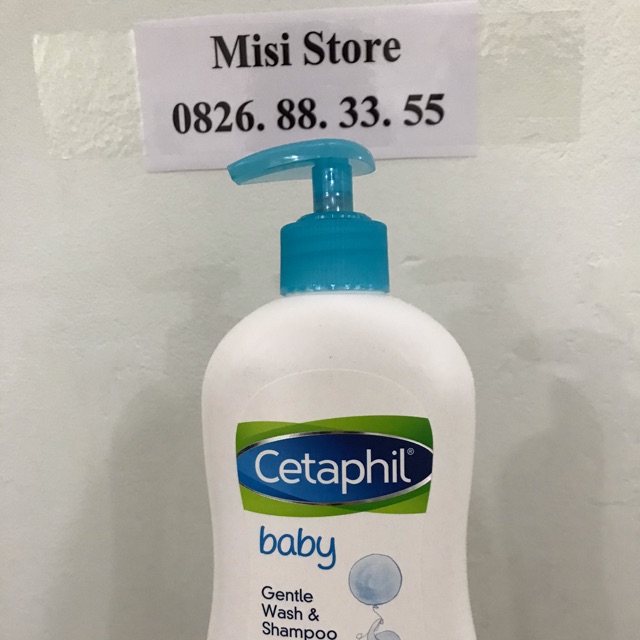 Misi Store
0826. 88. 33. 55
Cetaphil®
baby
Gentle
Wash &
Shampoo